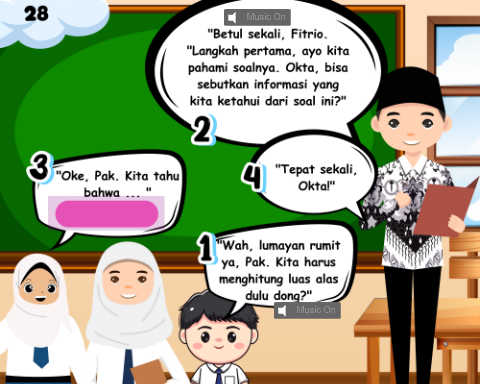 28
Music On
"Betul sekali, Fitrio.
"Langkah pertama, ayo kita
pahami soalnya. Okta, bisa
sebutkan informasi yang
kita ketahui dari soal ini?"
2
3
"Oke, Pak. Kita tahu
bahwa ... "
4
"Tepat sekali,
Okta!"
1
"Wah, lumayan rumit
ya, Pak. Kita harus
menghitung luas alas
dulu dong?"
Music On